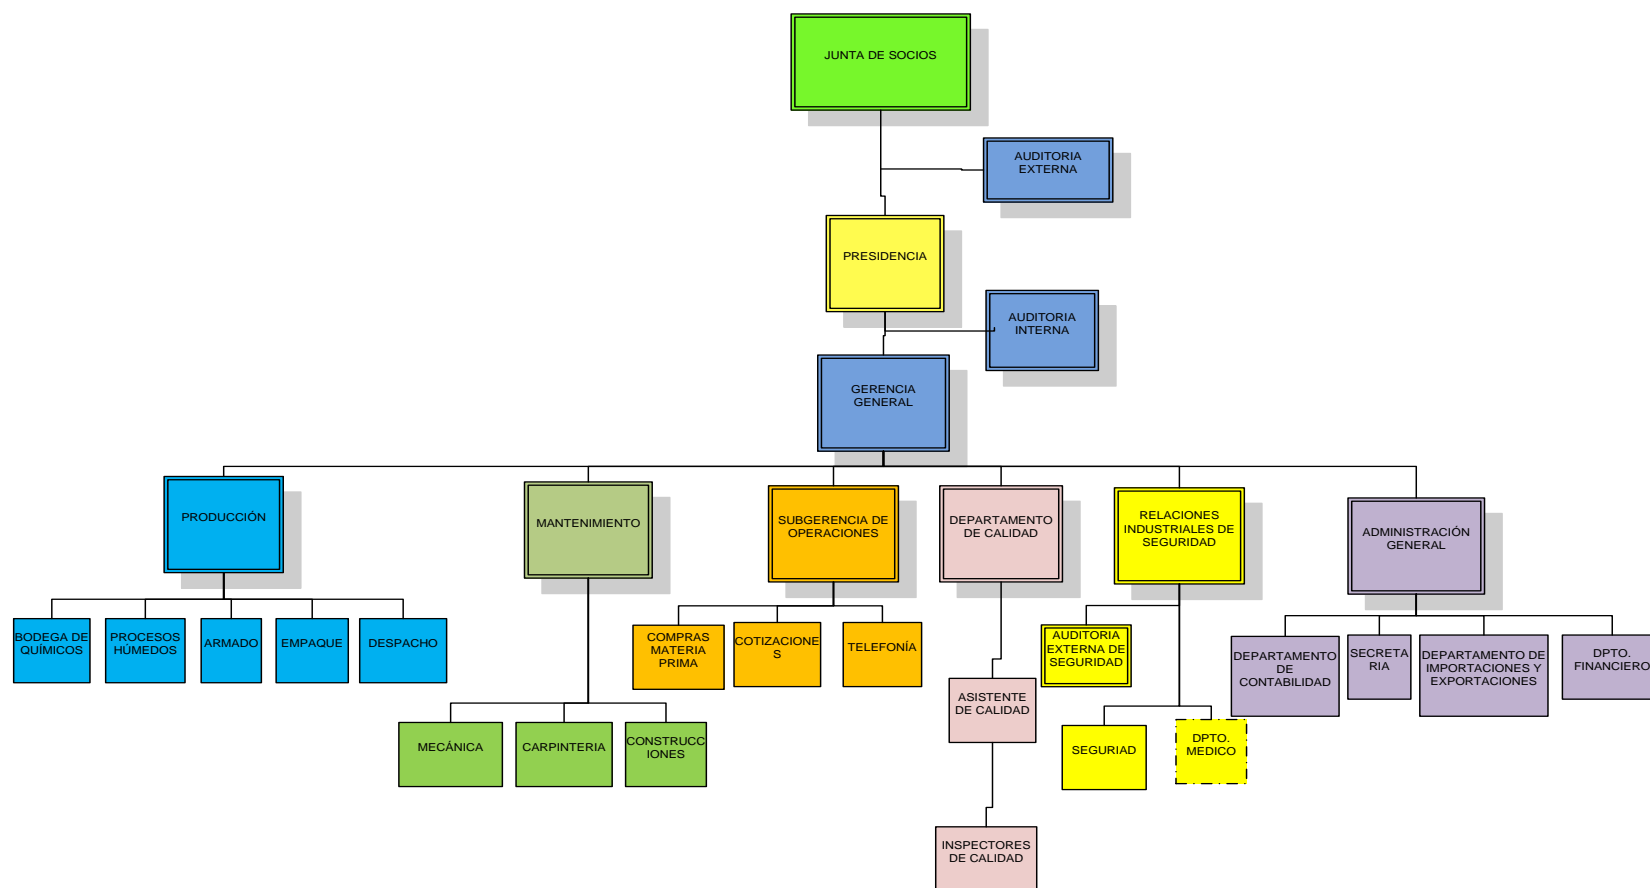 JUNTA DE SOCIOS
AUDITORIA
EXTERNA
PRESIDENCIA
AUDITORIA
INTERNA
GERENCIA
GENERAL
PRODUCCIÓN
MANTENIMIENTO
SUBGERENCIA DE
OPERACIONES
DEPARTAMENTO
DE CALIDAD
RELACIONES
INDUSTRIALES DE
SEGURIDAD
ADMINISTRACIÓN
GENERAL
BODEGA DE
QUÍMICOS
PROCESOS
HÚMEDOS
ARMADO
EMPAQUE
DESPACHO
COMPRAS
MATERIA
PRIMA
COTIZACIONE
S
TELEFONÍA
AUDITORIA
EXTERNA DE
SEGURIDAD
DEPARTAMENTO
DE
CONTABILIDAD
SECRETA
RIA
DEPARTAMENTO DE
IMPORTACIONES Y
EXPORTACIONES
DPTO.
FINANCIERO
ASISTENTE
DE CALIDAD
MECÁNICA
CARPINTERIA
CONSTRUCC
IONES
SEGURIAD
DPTO.
MEDICO
INSPECTORES
DE CALIDAD